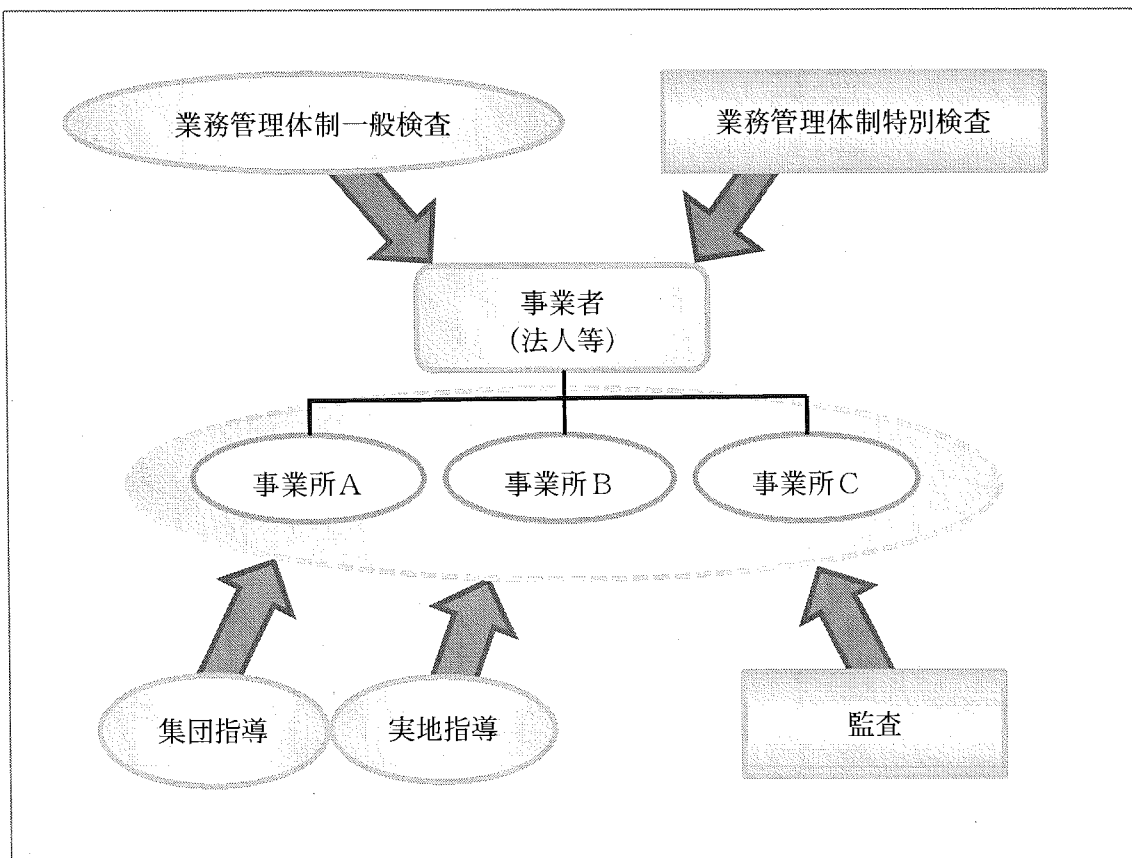 業務管理体制一般検査
業務管理体制特別検査
事業者
(法人等)
事業所A
事業所B
事業所C
集団指導
実地指導
監査